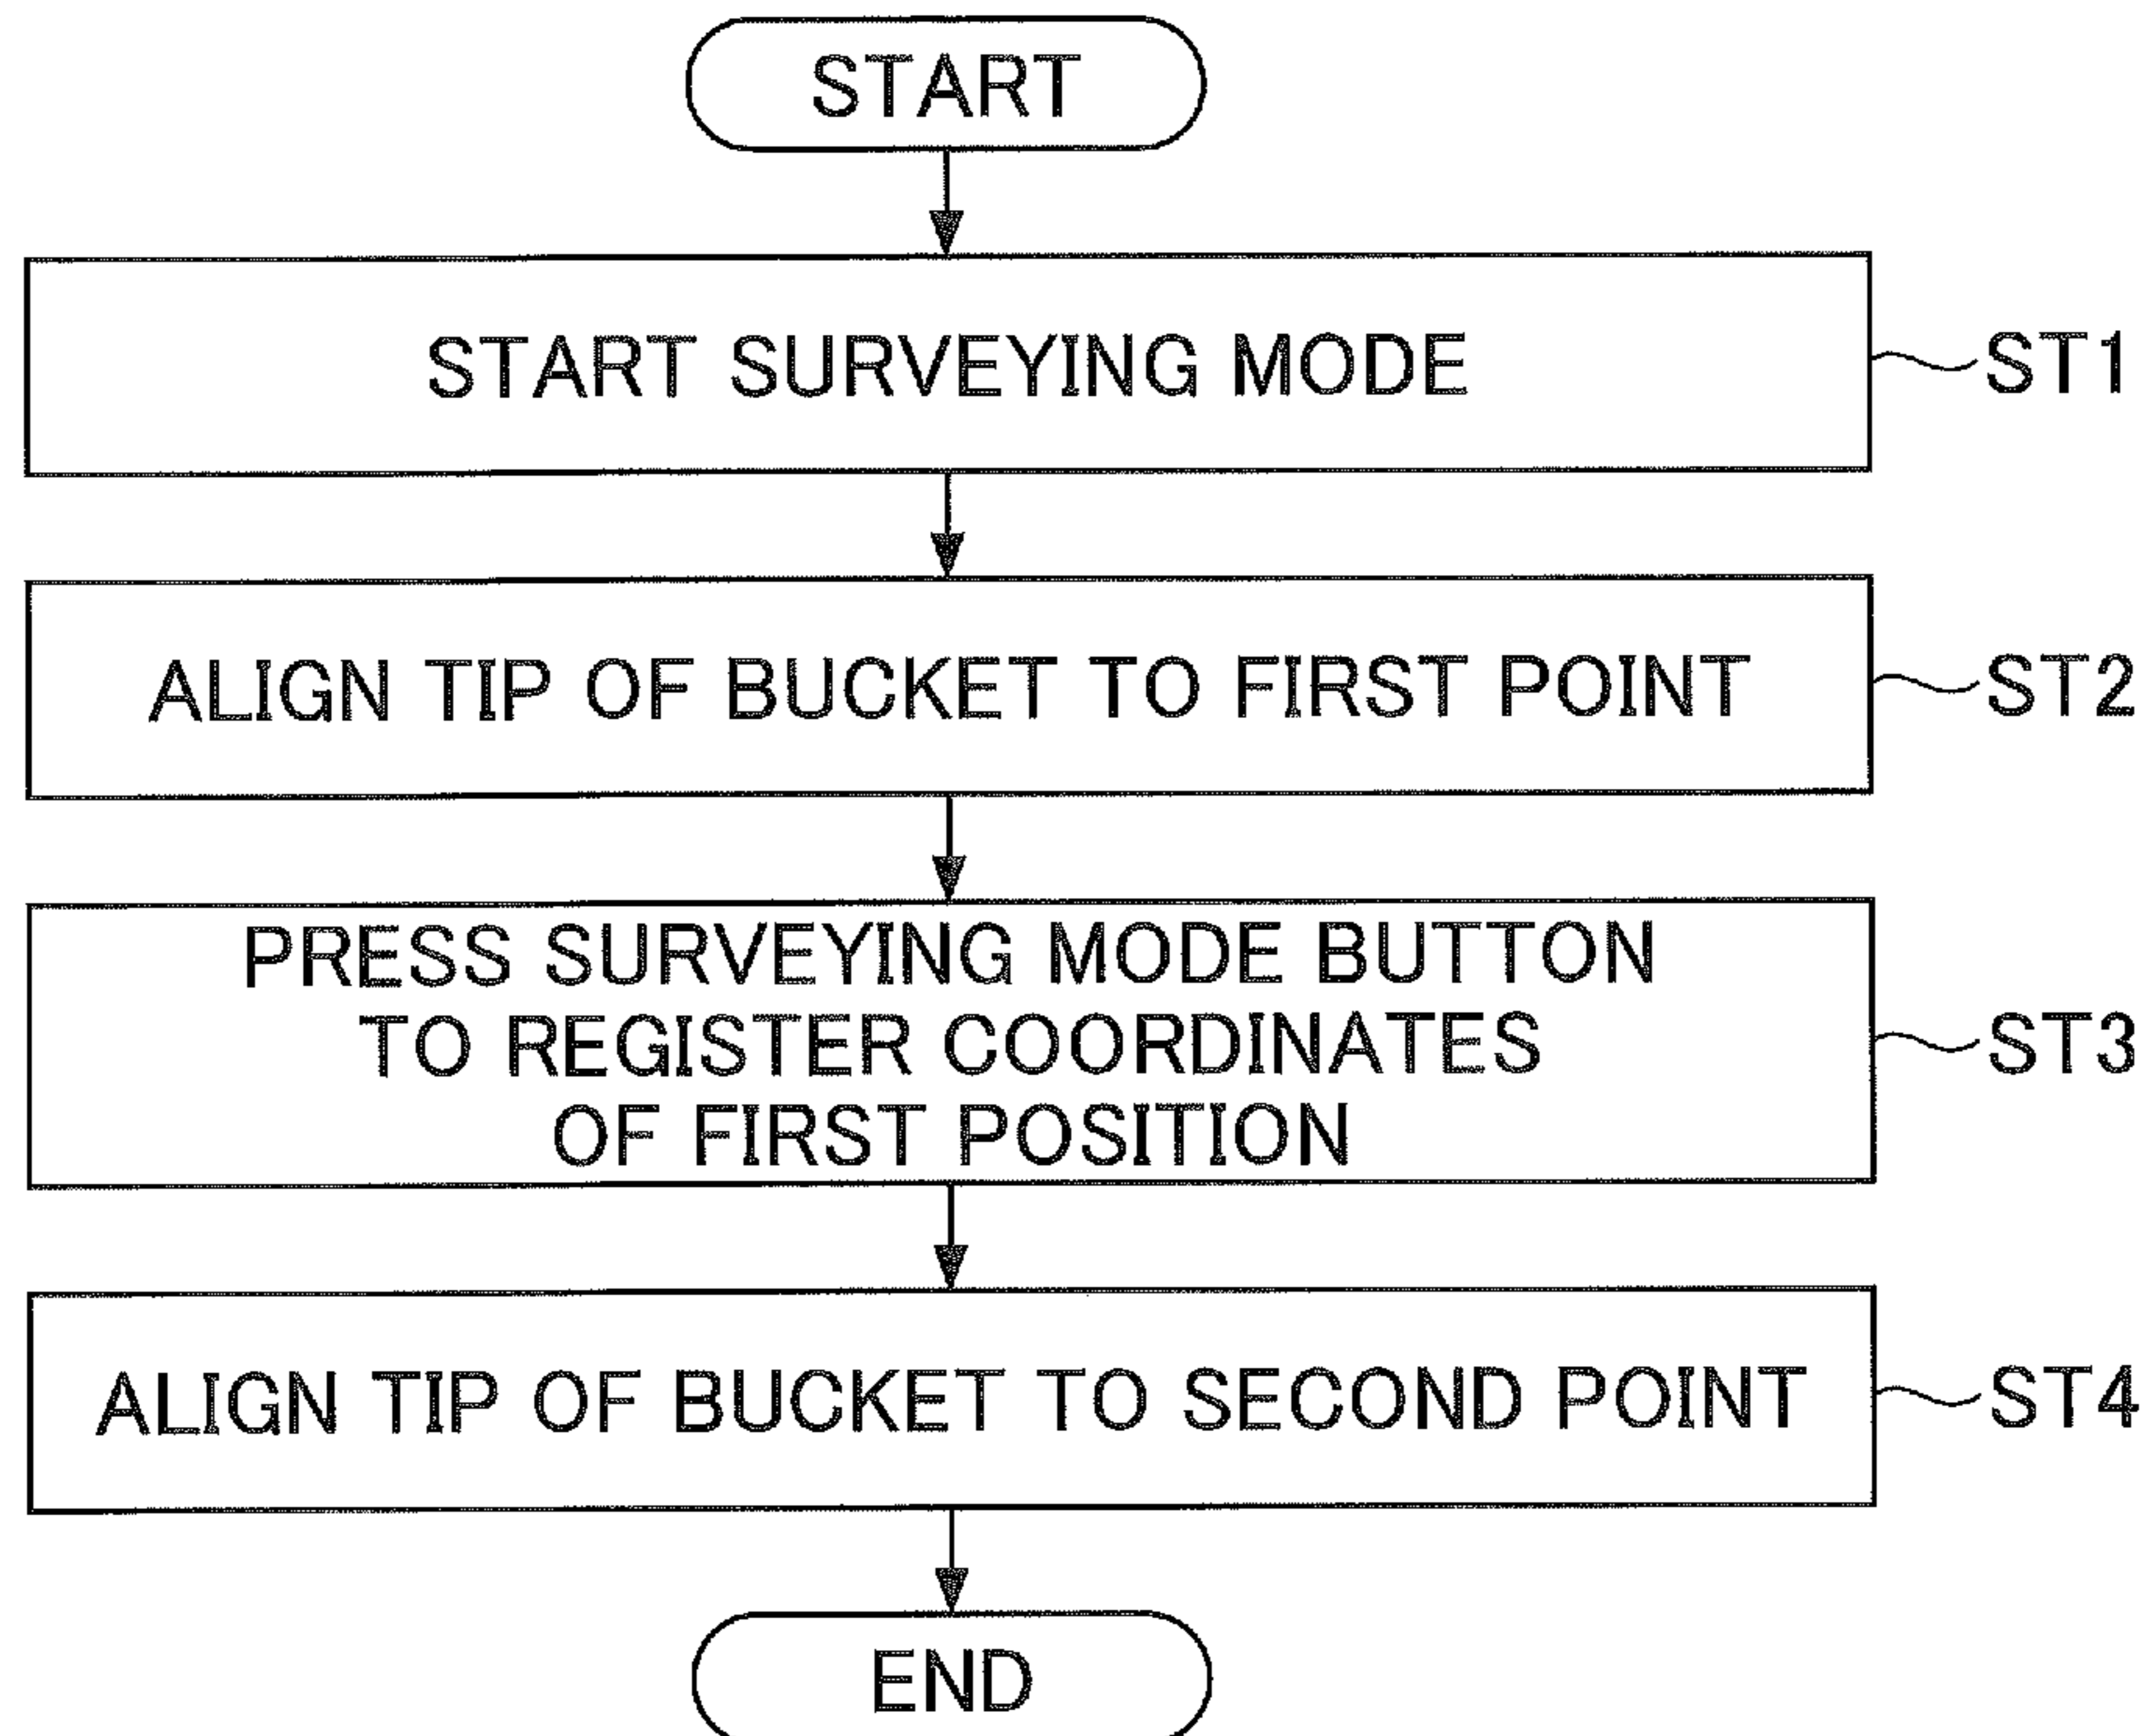 START
START SURVEYING MODE
ST1
ALIGN TIP OF BUCKET TO FIRST POINT
ST2
PRESS SURVEYING MODE BUTTON
TO REGISTER COORDINATES
OF FIRST POSITION
ST3
ALIGN TIP OF BUCKET TO SECOND POINT
ST4
END